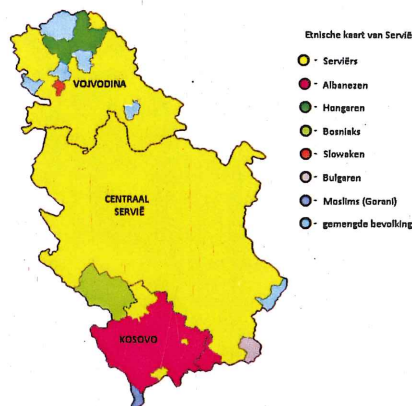 Etnische kaart van Servië
VOJVODINA
CENTRAAL
SERVIË
KOSOVO
- Serviërs
- Albanezen
- Hongaren
- Bosniaks
- Slowaken
- Bulgaren
- Moslims (Gorani)
- gemengde bevolking